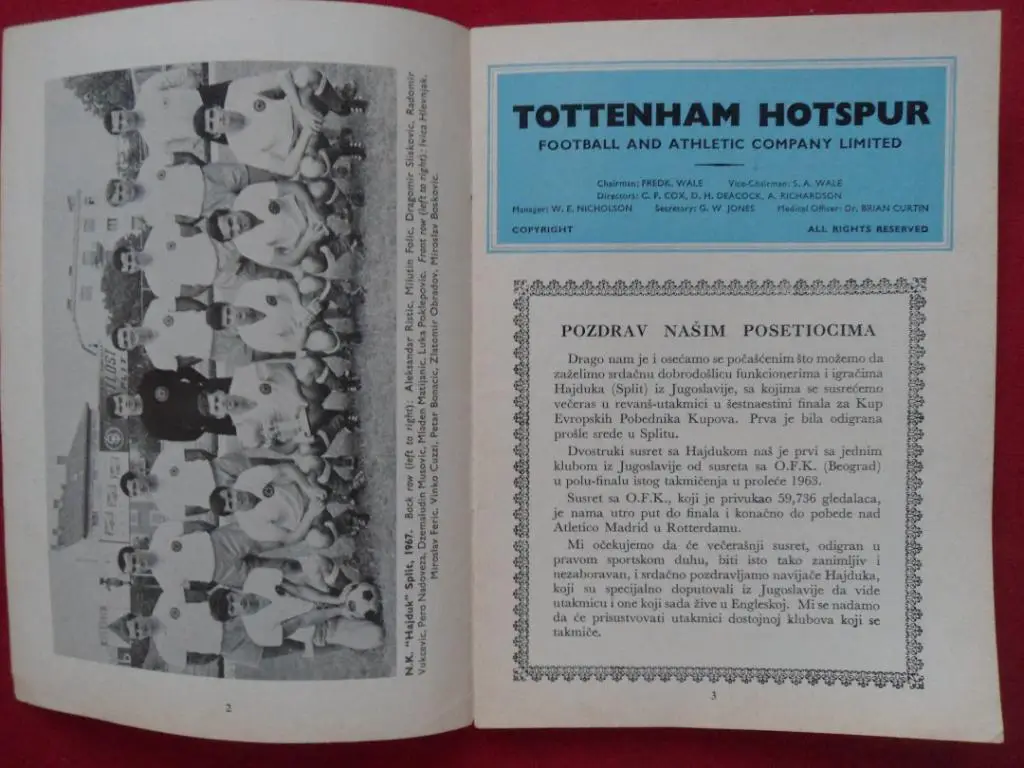 N.K. "Hajduk" Split, 1967. Back row (left to right): Aleksandar Ristic, Milutin Folic, Dragomir Sliskovic, Radomir
Vukcevic, Pero Nadoveza, Dzemaludin Musovic, Mladen Matijanic, Luka Poklepovic. Front row (left to right): Ivica Hlevnjak,
Miroslav Feric, Vinko Cuzzi, Petar Bonacic, Zlatomir Obradov, Miroslav Boskovic.
2
TOTTENHAM HOTSPUR
FOOTBALL AND ATHLETIC COMPANY LIMITED
Chairman: FREDK. WALE Vice-Chairman: S. A. WALE
Directors: C. F. COX, D. H. DEACOCK, A. RICHARDSON
Manager: W. E. NICHOLSON Secretary: G. W. JONES Medical Officer: Dr. BRIAN CURTIN
COPYRIGHT ALL RIGHTS RESERVED
POZDRAV NAŠIM POSETIOCIMA
Drago nam je i osećamo se počašćenim što možemo da
zaželimo srdačnu dobrodošlicu funkcionerima i igračima
Hajduka (Split) iz Jugoslavije, sa kojima se susrećemo
večeras u revanš-utakmici u šestnaestini finala za Kup
Evropskih Pobednika Kupova. Prva je bila odigrana
prošle srede u Splitu.
Dvostruki susret sa Hajdukom naš je prvi sa jednim
klubom iz Jugoslavije od susreta sa O.F.K. (Beograd)
u polu-finalu istog takmičenja u proleće 1963.
Susret sa O.F.K., koji je privukao 59,736 gledalaca,
je nama utro put do finala i konačno do pobede nad
Atletico Madrid u Rotterdamu.
Mi očekujemo da će večerašnji susret, odigran u
pravom sportskom duhu, biti isto tako zanimljiv i
nezaboravan, i srdačno pozdravljamo navijače Hajduka,
koji su specijalno doputovali iz Jugoslavije da vide
utakmicu i one koji sada žive u Engleskoj. Mi se nadamo
da će prisustvovati utakmici dostojnoj klubova koji se
takmiče.
3